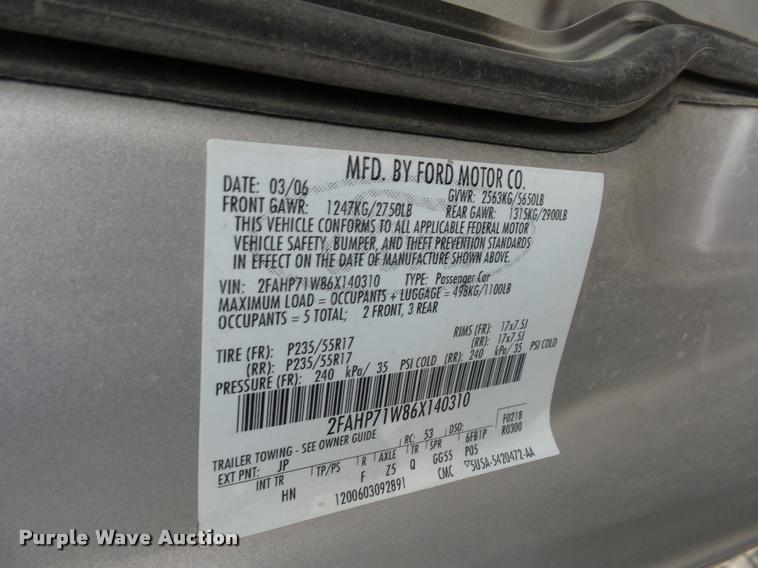 MFD. BY FORD MOTOR CO.
DATE: 03/06 GVWR: 2563KG/5650LB
FRONT GAWR: 1247KG/2750LB REAR GAWR: 1315KG/2900LB
THIS VEHICLE CONFORMS TO ALL APPLICABLE FEDERAL MOTOR
VEHICLE SAFETY, BUMPER, AND THEFT PREVENTION STANDARDS
IN EFFECT ON THE DATE OF MANUFACTURE SHOWN ABOVE.
VIN: 2FAHP71W86X140310 TYPE: Passenger Car
MAXIMUM LOAD = OCCUPANTS + LUGGAGE = 498KG/1100LB
OCCUPANTS = 5 TOTAL; 2 FRONT, 3 REAR
TIRE (FR): P235/55R17 RIMS (FR): 17x7.5J
(RR): P235/55R17 (RR): 17x7.5J
PRESSURE (FR): 240 kPa/ 35 PSI COLD (RR): 240 kPa/ 35 PSI COLD
2FAHP71W86X140310
F0218
R0300
TRAILER TOWING - SEE OWNER GUIDE RC: 53 DSO:
EXT PNT: JP 6FB1P
INT TR TP/PS R AXLE TR SPR P05
HN F Z5 Q GG55 CMC
1200603092891 5U5A-5420472-AA
Purple Wave Auction